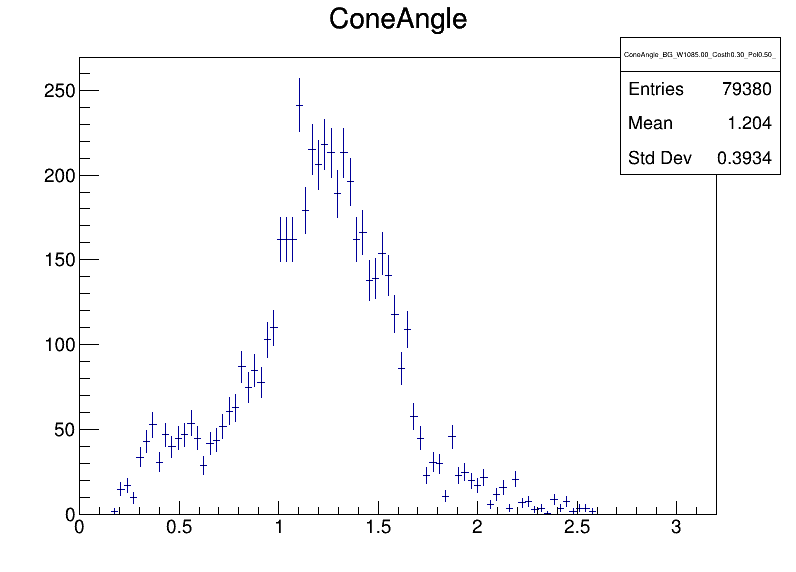 ConeAngle
ConeAngle_BG_W1085.00_Costh0.30_Pol0.50_
Entries 79380
Mean 1.204
Std Dev 0.3934
250
200
150
100
50
0
0 0.5 1 1.5 2 2.5 3